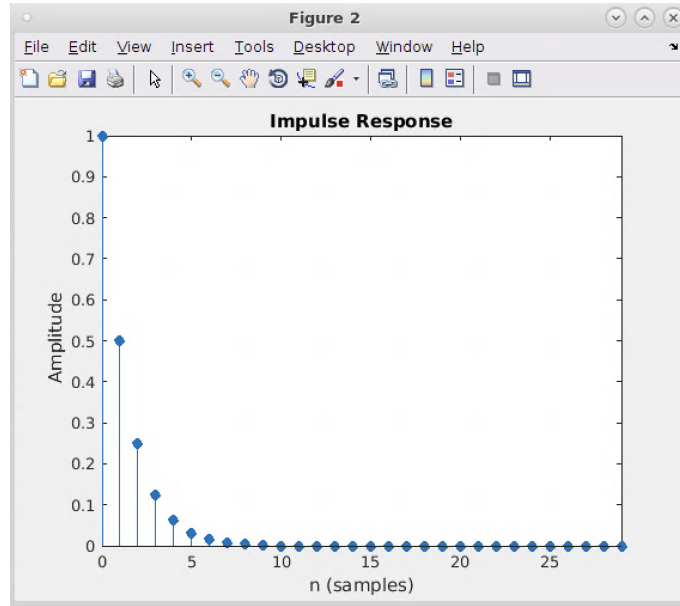 Figure 2
File Edit View Insert Tools Desktop Window Help
Impulse Response
1
0.9
0.8
0.7
0.6
0.5
0.4
0.3
0.2
0.1
0
Amplitude
0 5 10 15 20 25
n (samples)